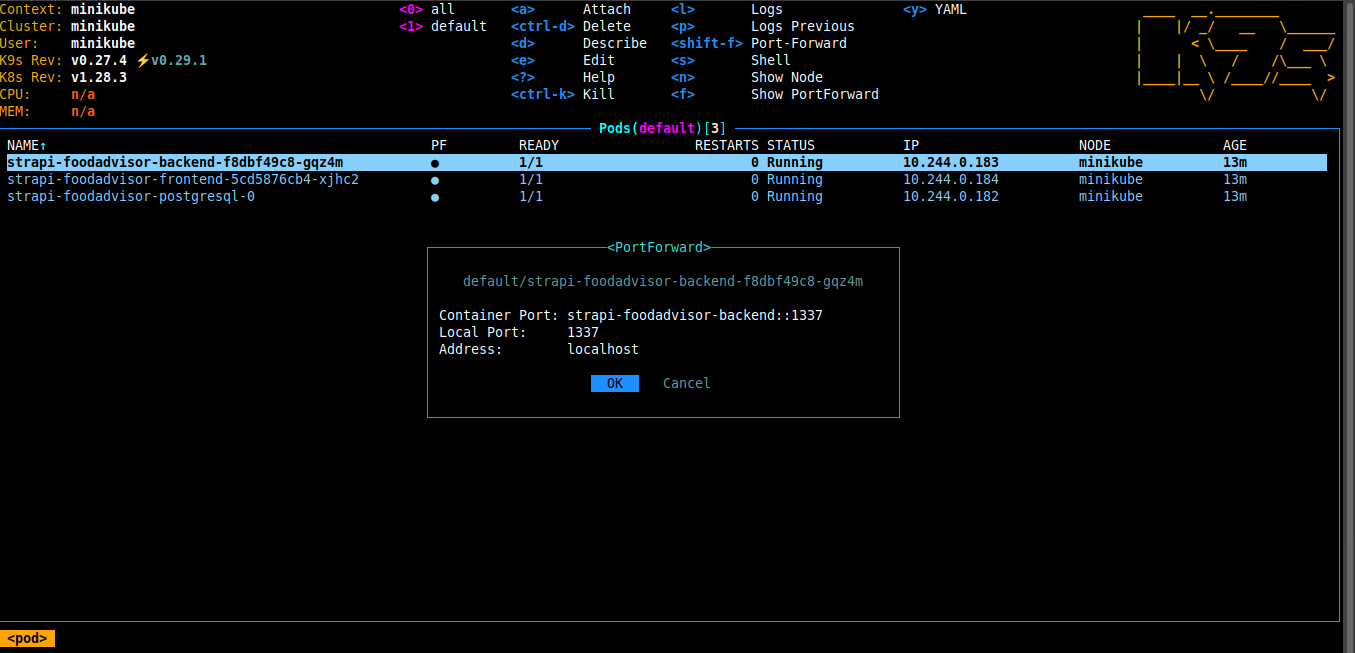 Context: minikube <0> all <a> Attach <l> Logs <y> YAML
Cluster: minikube <1> default <ctrl-d> Delete <p> Logs Previous
User: minikube <d> Describe <shift-f> Port-Forward
K9s Rev: v0.27.4 ⚡v0.29.1 <e> Edit <s> Shell
K8s Rev: v1.28.3 <?> Help <n> Show Node
CPU: n/a <ctrl-k> Kill <f> Show PortForward
MEM: n/a
Pods(default)[3]
NAME↑ PF READY RESTARTS STATUS IP NODE AGE
strapi-foodadvisor-backend-f8dbf49c8-gqz4m ● 1/1 0 Running 10.244.0.183 minikube 13m
strapi-foodadvisor-frontend-5cd5876cb4-xjhc2 ● 1/1 0 Running 10.244.0.184 minikube 13m
strapi-foodadvisor-postgresql-0 ● 1/1 0 Running 10.244.0.182 minikube 13m
<PortForward>
default/strapi-foodadvisor-backend-f8dbf49c8-gqz4m
Container Port: strapi-foodadvisor-backend::1337
Local Port: 1337
Address: localhost
OK Cancel
<pod>